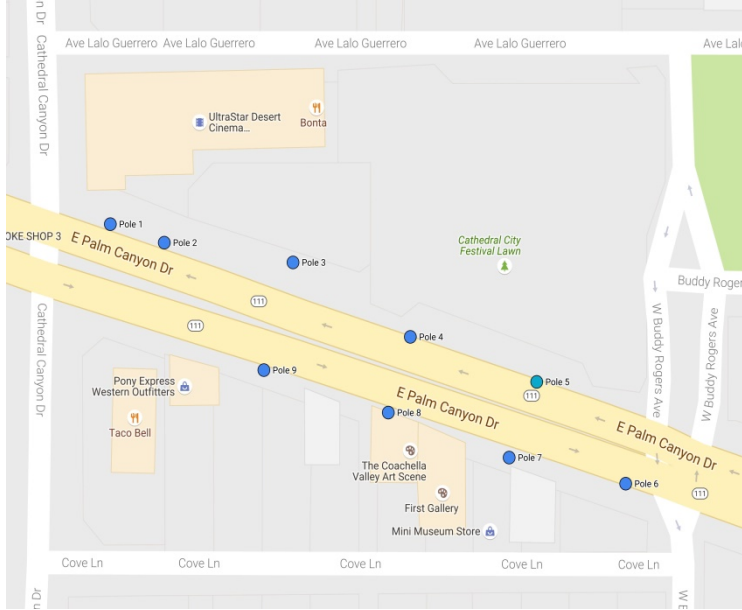 n Dr
Ave Lalo Guerrero
Ave Lalo Guerrero
Ave Lalo Guerrero
Ave Lalo Guerrero
Ave Lal
Cathedral Canyon Dr
UltraStar Desert
Cinema...
Bonta
Pole 1
OKE SHOP 3
E Palm Canyon Dr
Pole 2
Pole 3
Cathedral City
Festival Lawn
Buddy Roger
111
111
Cathedral Canyon Dr
W Buddy Rogers Ave
W Buddy Rogers Ave
Pole 4
Pole 9
Pole 5
111
Pony Express
Western Outfitters
E Palm Canyon Dr
Pole 8
Taco Bell
E Palm Canyon Dr
The Coachella
Valley Art Scene
Pole 7
Pole 6
111
First Gallery
Mini Museum Store
Cove Ln
Cove Ln
Cove Ln
Cove Ln
Cove Ln
n Dr
W B